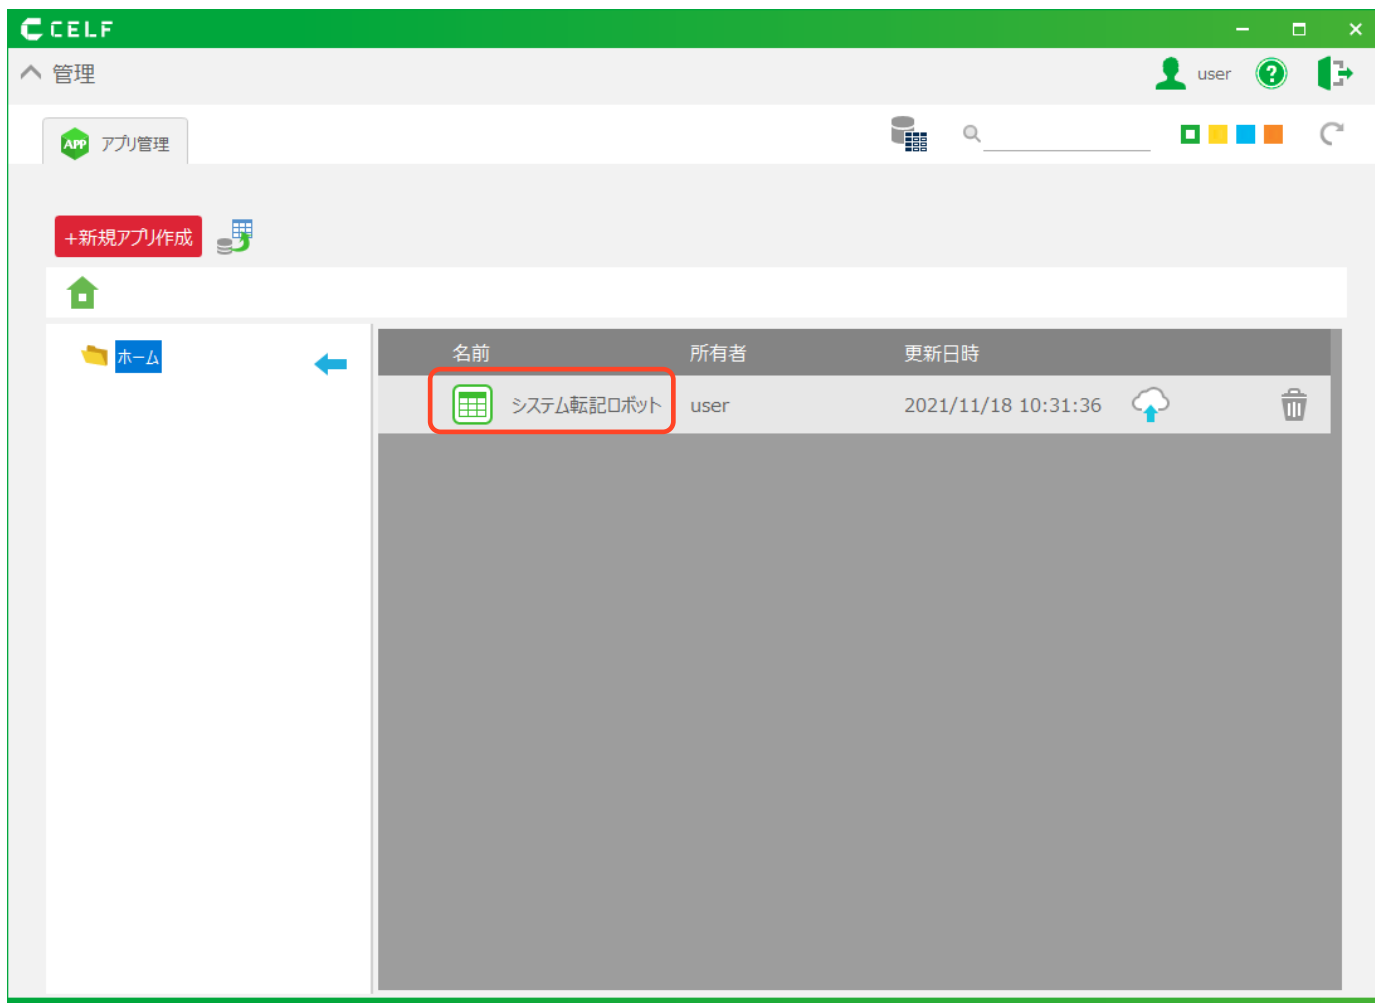 CELF
管理
user
アプリ管理
APP
+新規アプリ作成
ホーム
名前 所有者 更新日時
システム転記ロボット user 2021/11/18 10:31:36